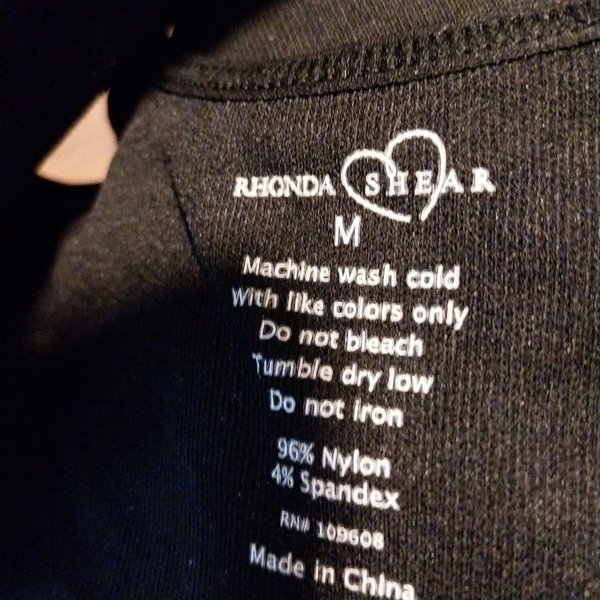 RHONDA SHEAR
M
Machine wash cold
With like colors only
Do not bleach
Tumble dry low
Do not iron
96% Nylon
4% Spandex
RN# 109608
Made in China